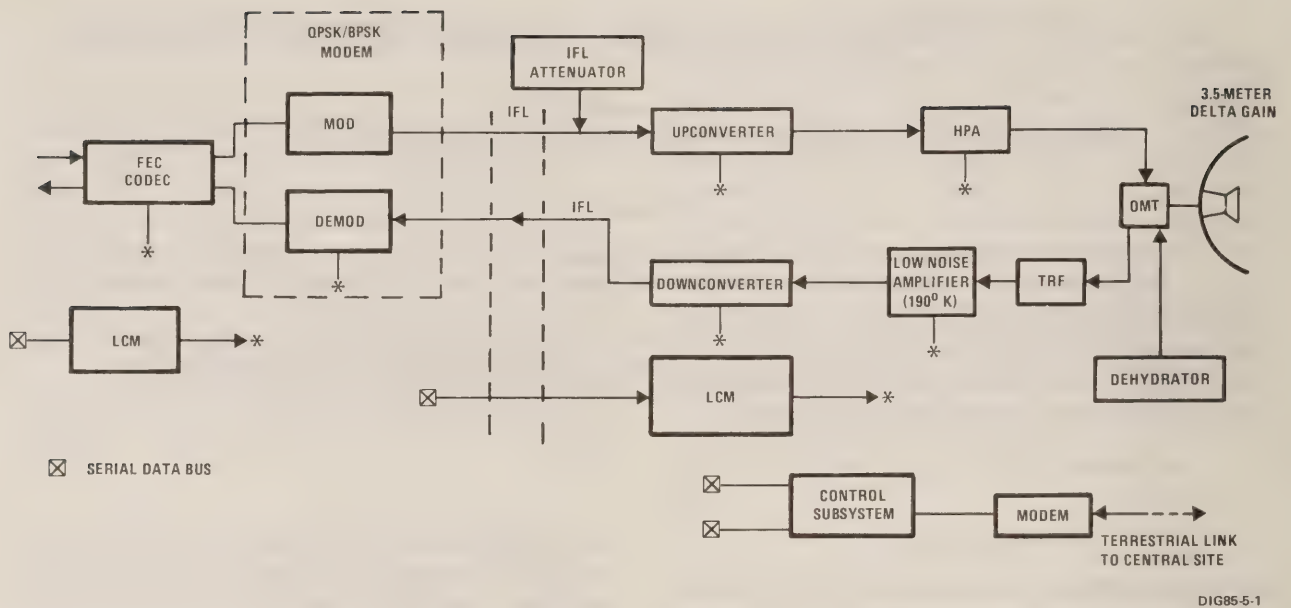 QPSK/BPSK
MODEM
IFL
ATTENUATOR
3.5-METER
DELTA GAIN
MOD
IFL
UPCONVERTER
HPA
FEC
CODEC
OMT
DEMOD
IFL
DOWNCONVERTER
LOW NOISE
AMPLIFIER
(190° K)
TRF
LCM
*
LCM
*
DEHYDRATOR
SERIAL DATA BUS
CONTROL
SUBSYSTEM
MODEM
TERRESTRIAL LINK
TO CENTRAL SITE
DIG85-5-1